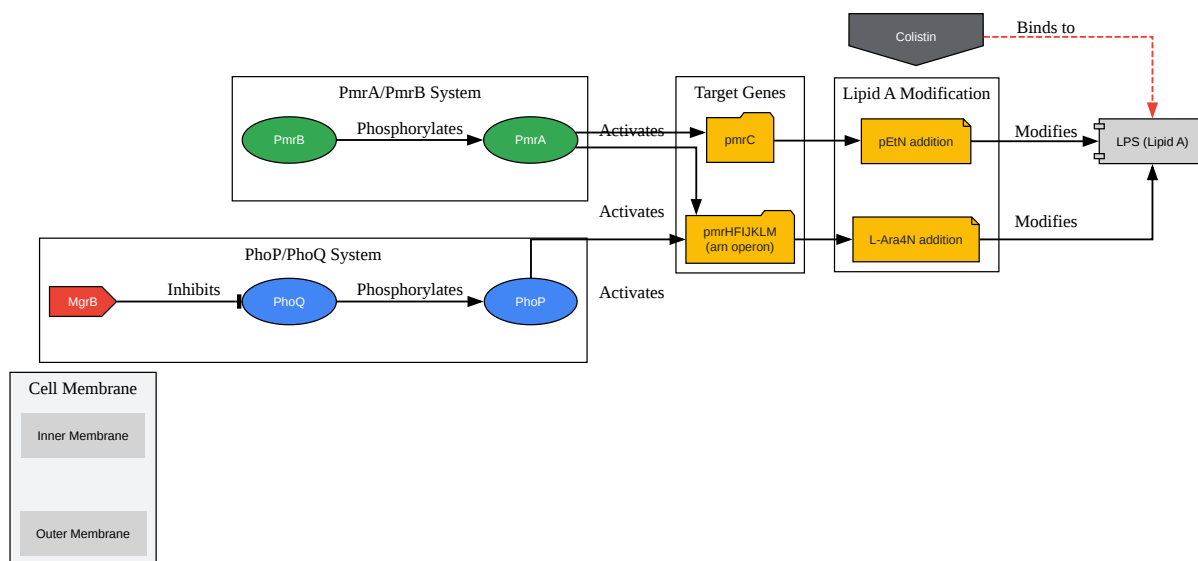 Colistin
Binds to
PmrA/PmrB System
Target Genes
Lipid A Modification
PmrB
Phosphorylates
PmrA
Activates
pmrC
pEtN addition
Modifies
LPS (Lipid A)
Activates
pmrHFIJKLM
(arn operon)
L-Ara4N addition
Modifies
PhoP/PhoQ System
MgrB
Inhibits
PhoQ
Phosphorylates
PhoP
Activates
Cell Membrane
Inner Membrane
Outer Membrane